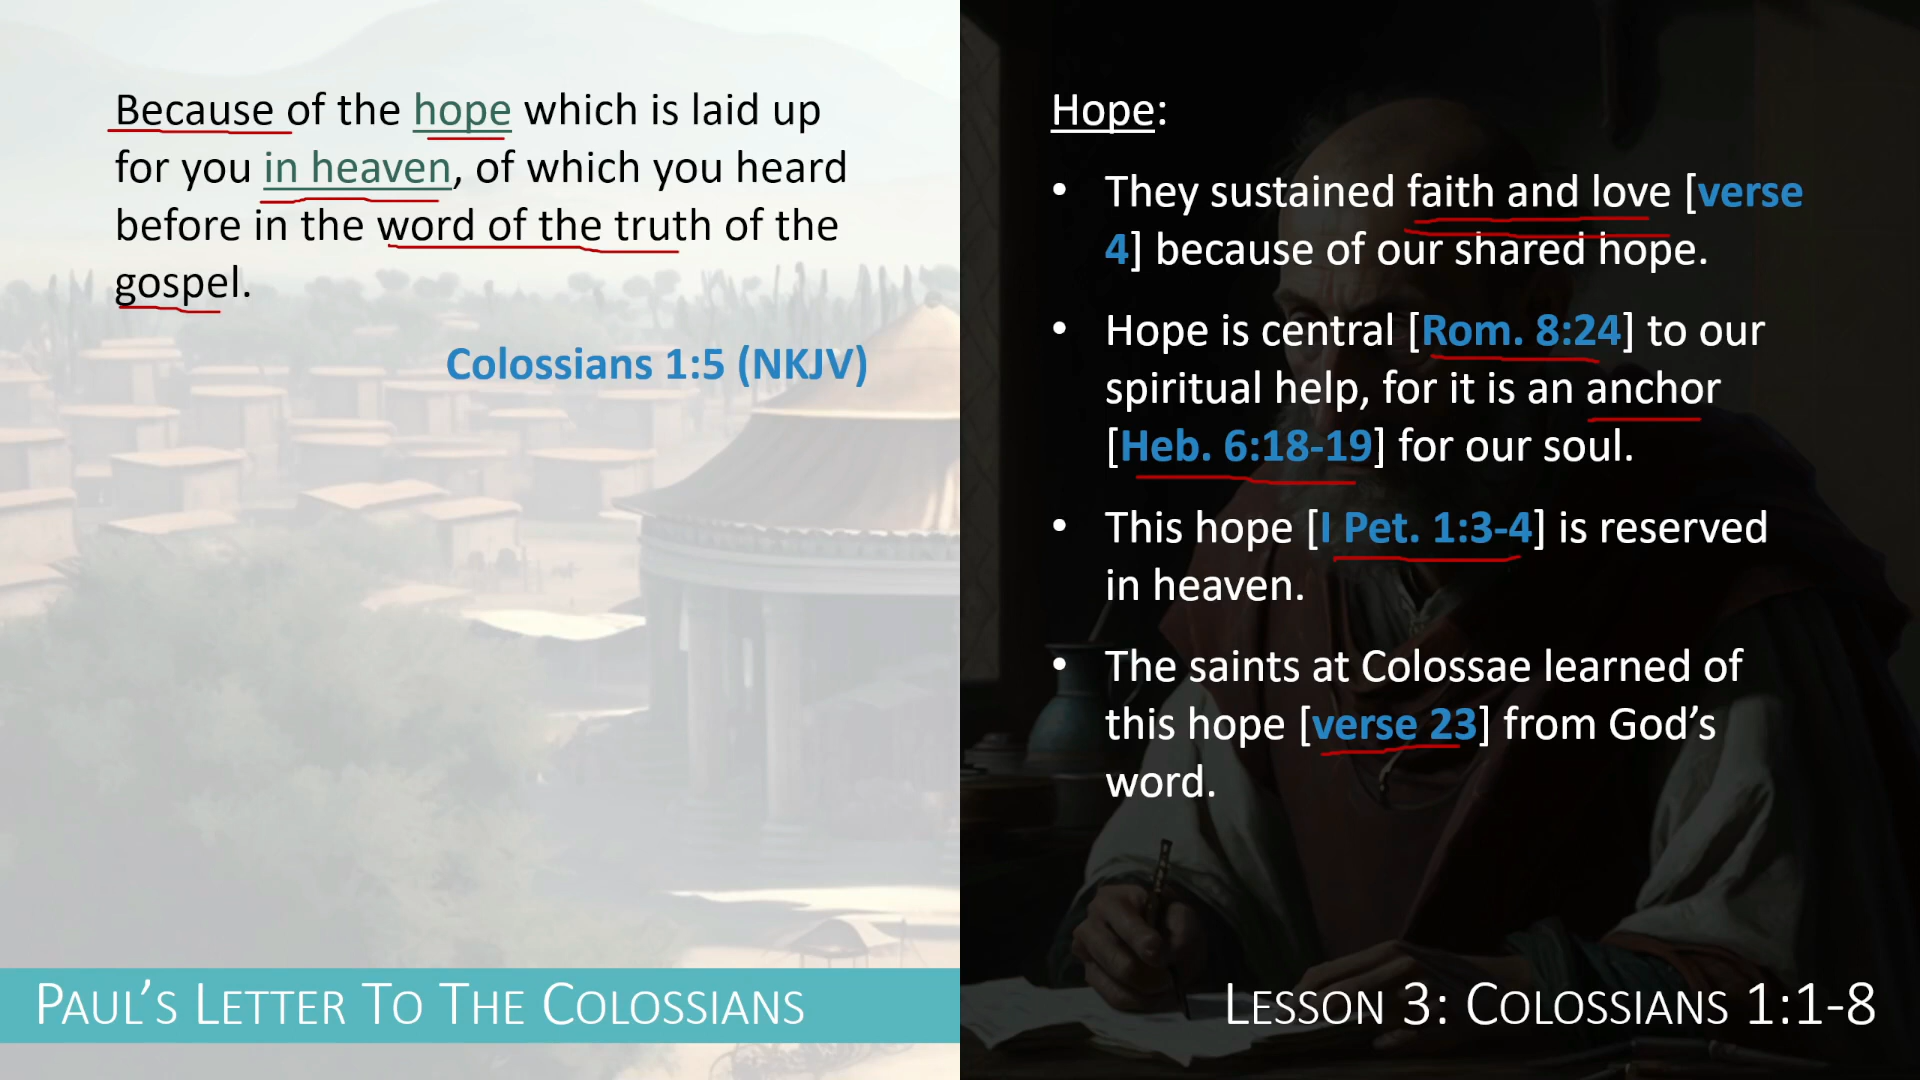 Because of the hope which is laid up
for you in heaven, of which you heard
before in the word of the truth of the
gospel.
Colossians 1:5 (NKJV)
Hope:
• They sustained faith and love [verse
4] because of our shared hope.
• Hope is central [Rom. 8:24] to our
spiritual help, for it is an anchor
[Heb. 6:18-19] for our soul.
• This hope [I Pet. 1:3-4] is reserved
in heaven.
• The saints at Colossae learned of
this hope [verse 23] from God’s
word.
Paul’s Letter To The Colossians
Lesson 3: Colossians 1:1-8